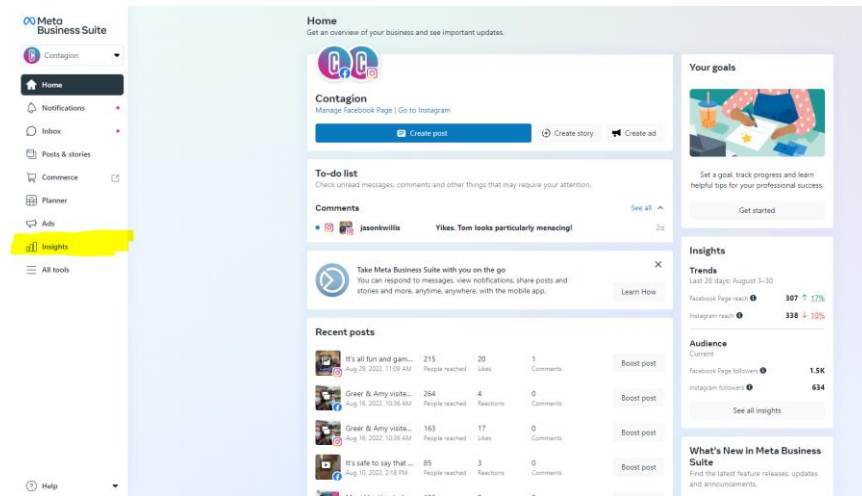 Meta
Business Suite
Contagion
Home
Notifications
Inbox
Posts & stories
Commerce
Planner
Ads
Insights
All tools
Help
Home
Get an overview of your business and see important updates.
Contagion
Manage Facebook Page | Go to Instagram
Create post
Create story
Create ad
To-do list
Check unread messages, comments and other things that may require your attention.
Comments
See all
jasonkwillis Yikes. Tom looks particularly menacing! 2d
Take Meta Business Suite with you on the go
You can respond to messages, view notifications, share posts and
stories and more, anytime, anywhere, with the mobile app.
Learn How
Recent posts
It's all fun and gam... 215 20 1
Aug 29, 2022, 11:09 AM People reached Likes Comments
Boost post
Greer & Amy visite... 264 4 0
Aug 16, 2022, 10:36 AM People reached Reactions Comments
Boost post
Greer & Amy visite... 163 17 0
Aug 16, 2022, 10:36 AM People reached Likes Comments
Boost post
It's safe to say that ... 85 3 0
Aug 10, 2022, 2:18 PM People reached Reactions Comments
Boost post
Your goals
Set a goal, track progress and learn
helpful tips for your professional success.
Get started
Insights
Trends
Last 28 days: August 3–30
Facebook Page reach 307 ↑ 17%
Instagram reach 338 ↓ 10%
Audience
Current
Facebook Page followers 1.5K
Instagram followers 634
See all insights
What's New in Meta Business
Suite
Find the latest feature releases, updates
and announcements.